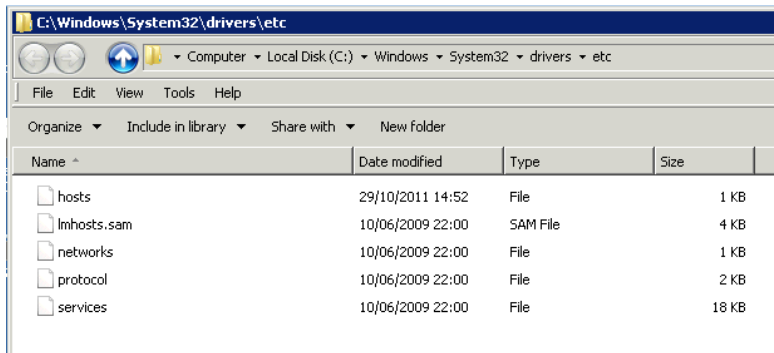 C:\Windows\System32\drivers\etc
Computer Local Disk (C:) Windows System32 drivers etc
File Edit View Tools Help
Organize Include in library Share with New folder
Name Date modified Type Size
hosts 29/10/2011 14:52 File 1 KB
lmhosts.sam 10/06/2009 22:00 SAM File 4 KB
networks 10/06/2009 22:00 File 1 KB
protocol 10/06/2009 22:00 File 2 KB
services 10/06/2009 22:00 File 18 KB